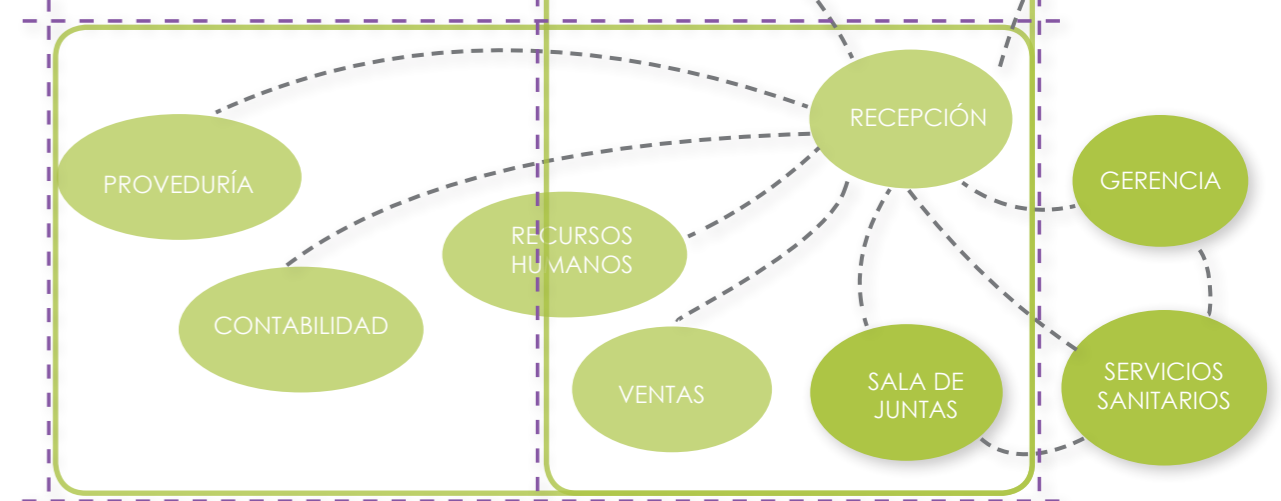 RECEPCIÓN
PROVEDURÍA
GERENCIA
RECURSOS
HUMANOS
CONTABILIDAD
VENTAS
SALA DE
JUNTAS
SERVICIOS
SANITARIOS